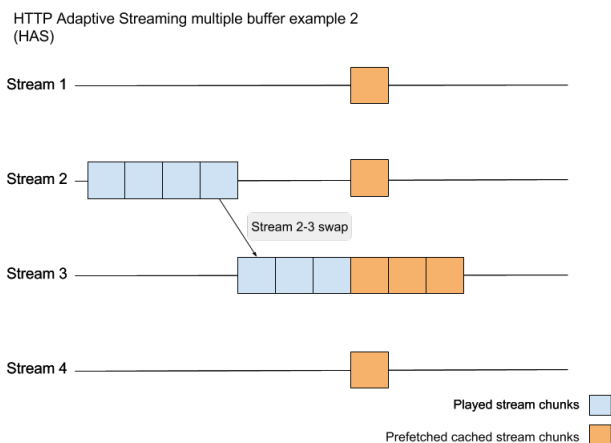 HTTP Adaptive Streaming multiple buffer example 2
(HAS)
Stream 1
Stream 2
Stream 2-3 swap
Stream 3
Stream 4
Played stream chunks
Prefetched cached stream chunks